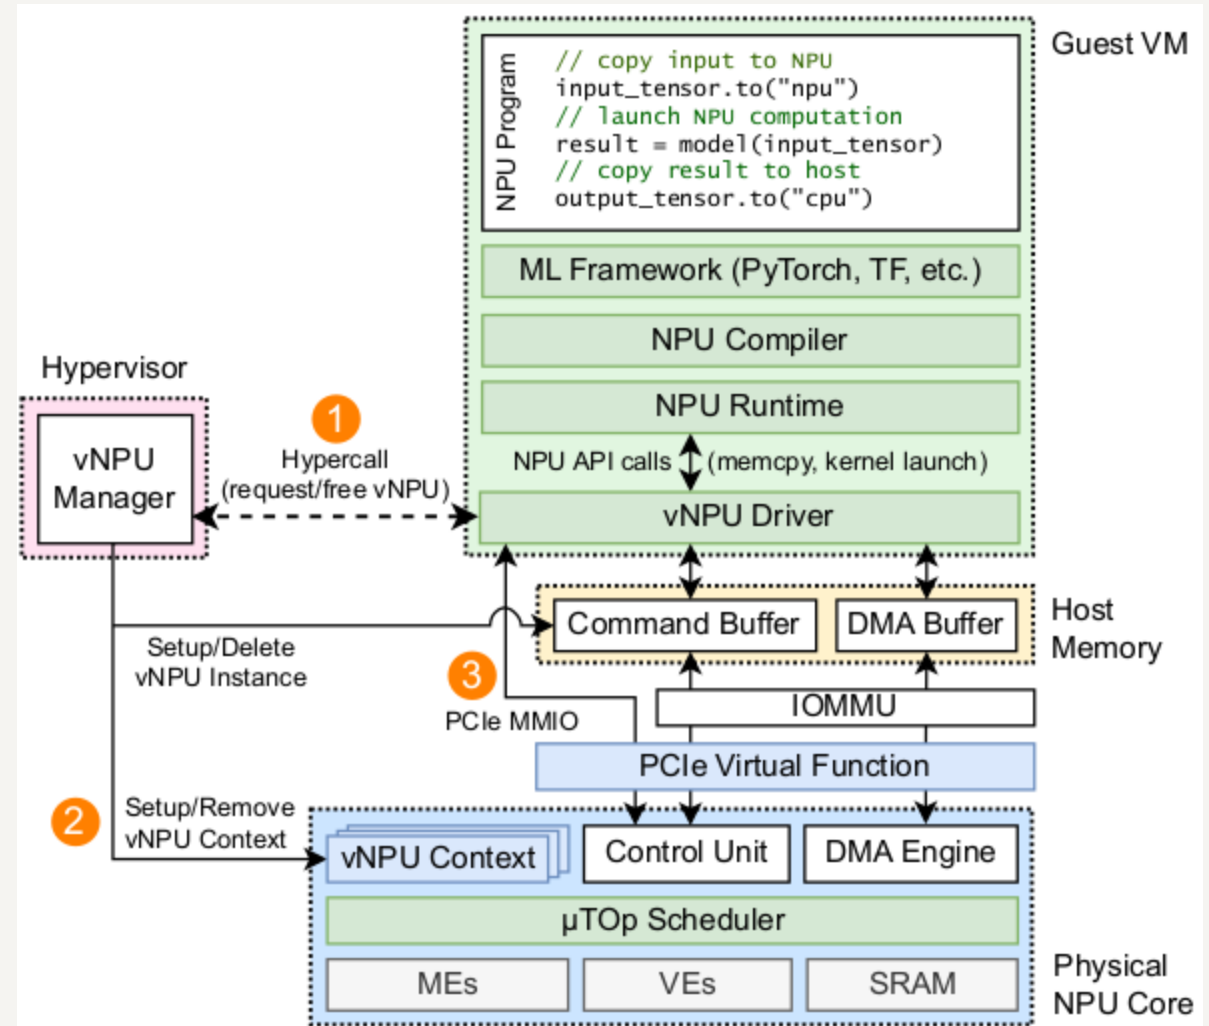 Guest VM
NPU Program
// copy input to NPU
input_tensor.to("npu")
// launch NPU computation
result = model(input_tensor)
// copy result to host
output_tensor.to("cpu")
ML Framework (PyTorch, TF, etc.)
NPU Compiler
NPU Runtime
NPU API calls (memcpy, kernel launch)
vNPU Driver
Hypervisor
vNPU
Manager
1
Hypercall
(request/free vNPU)
Host
Memory
Command Buffer
DMA Buffer
Setup/Delete
vNPU Instance
3
PCIe MMIO
IOMMU
PCIe Virtual Function
2
Setup/Remove
vNPU Context
vNPU Context
Control Unit
DMA Engine
µTOp Scheduler
MEs
VEs
SRAM
Physical
NPU Core